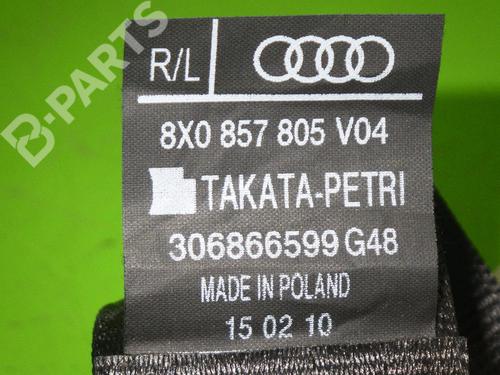 B-PARTS
R/L
8X0 857 805 V04
TAKATA-PETRI
306866599 G48
MADE IN POLAND
15 02 10